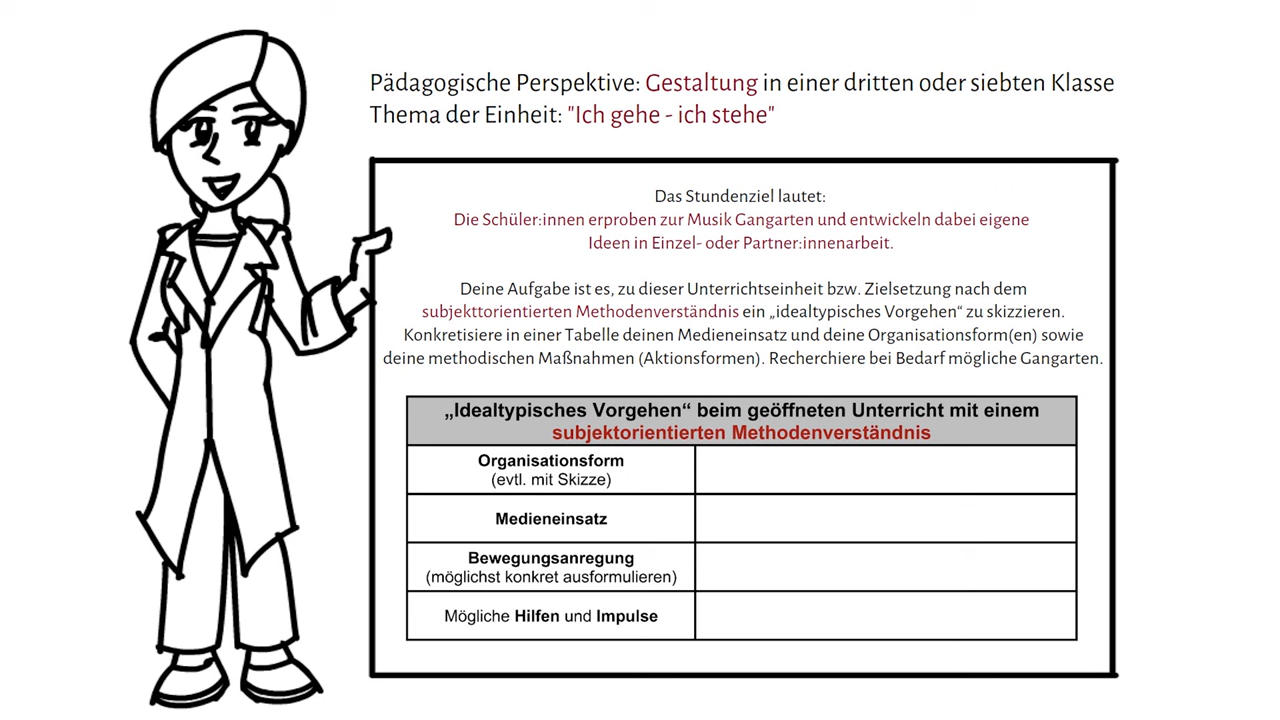 Pädagogische Perspektive: Gestaltung in einer dritten oder siebten Klasse
Thema der Einheit: "Ich gehe - ich stehe"
Das Stundenziel lautet:
Die Schüler:innen erproben zur Musik Gangarten und entwickeln dabei eigene
Ideen in Einzel- oder Partner:innenarbeit.
Deine Aufgabe ist es, zu dieser Unterrichtseinheit bzw. Zielsetzung nach dem
subjekttorientierten Methodenverständnis ein „idealtypisches Vorgehen“ zu skizzieren.
Konkretisiere in einer Tabelle deinen Medieneinsatz und deine Organisationsform(en) sowie
deine methodischen Maßnahmen (Aktionsformen). Recherchiere bei Bedarf mögliche Gangarten.
„Idealtypisches Vorgehen“ beim geöffneten Unterricht mit einem
subjektorientierten Methodenverständnis
Organisationsform
(evtl. mit Skizze)
Medieneinsatz
Bewegungsanregung
(möglichst konkret ausformulieren)
Mögliche Hilfen und Impulse